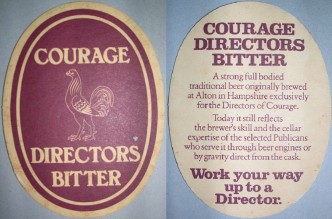 COURAGE
DIRECTORS
BITTER
COURAGE
DIRECTORS
BITTER
A strong full bodied
traditional beer originally brewed
at Alton in Hampshire exclusively
for the Directors of Courage.
Today it still reflects
the brewer's skill and the cellar
expertise of the selected Publicans
who serve it through beer engines or
by gravity direct from the cask.
Work your way
up to a
Director.